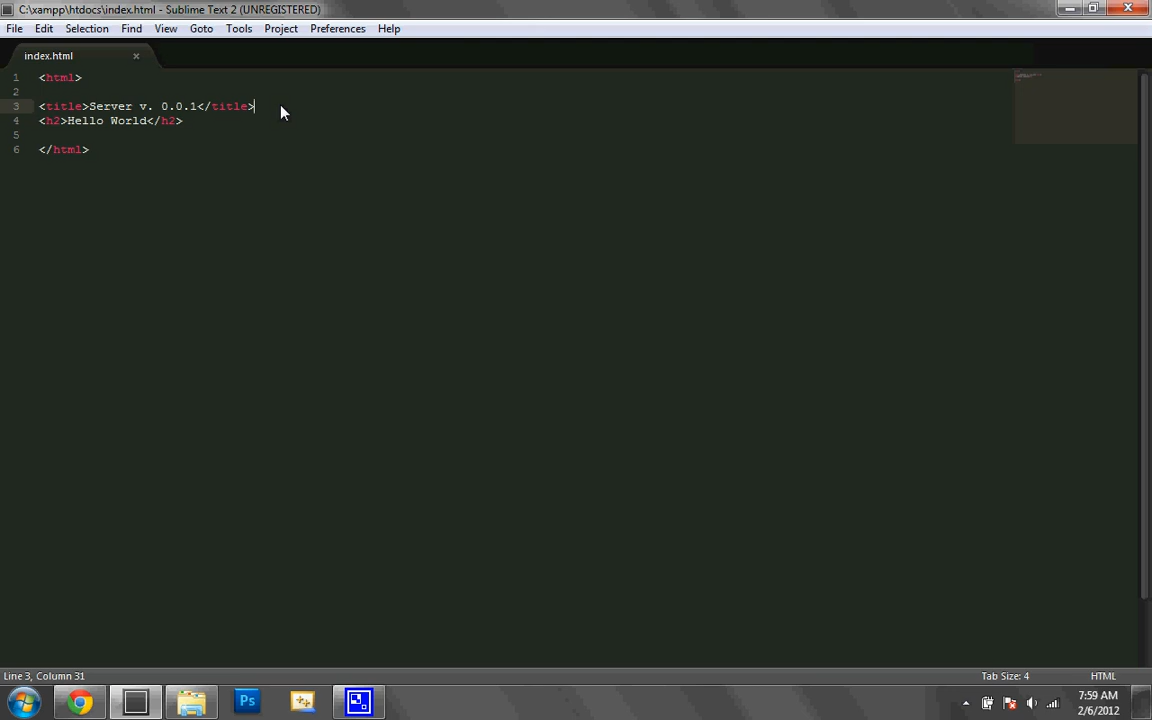 C:\xampp\htdocs\index.html - Sublime Text 2 (UNREGISTERED)
File Edit Selection Find View Goto Tools Project Preferences Help
index.html ×
1 <html>
2
3 <title>Server v. 0.0.1</title>
4 <h2>Hello World</h2>
5
6 </html>
Line 3, Column 31 Tab Size: 4 HTML
Ps
7:59 AM
2/6/2012